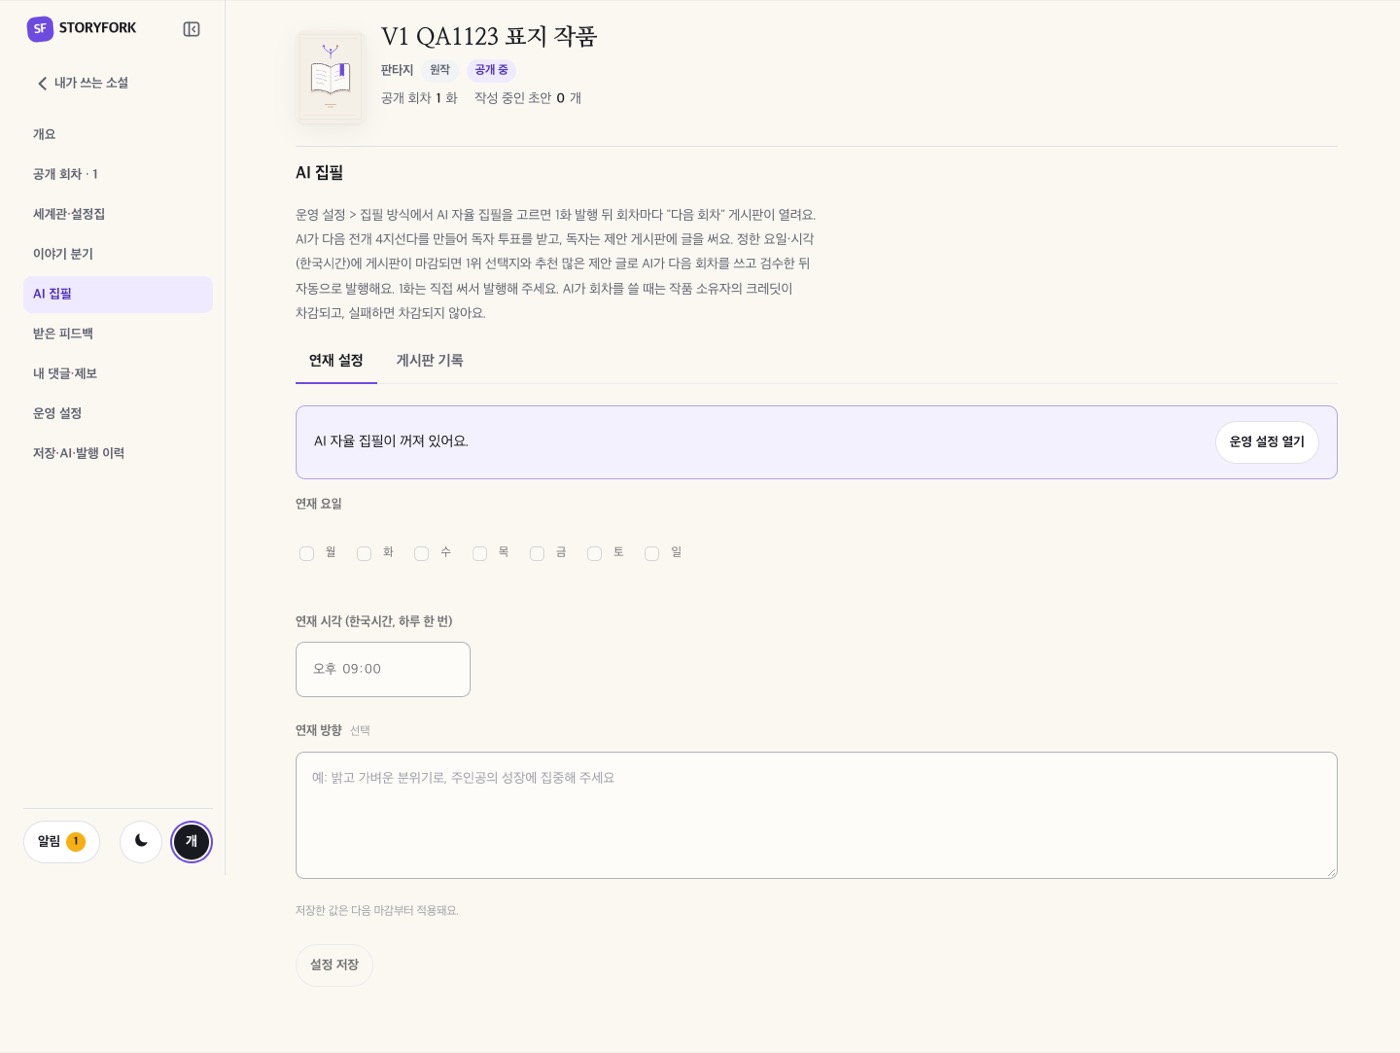 SF STORYFORK
내가 쓰는 소설
개요
공개 회차 · 1
세계관·설정집
이야기 분기
AI 집필
받은 피드백
내 댓글·제보
운영 설정
저장·AI·발행 이력
알림 1
개
V1 QA1123 표지 작품
판타지 원작 공개 중
공개 회차 1 화 작성 중인 초안 0 개
AI 집필
운영 설정 > 집필 방식에서 AI 자율 집필을 고르면 1화 발행 뒤 회차마다 "다음 회차" 게시판이 열려요.
AI가 다음 전개 4지선다를 만들어 독자 투표를 받고, 독자는 제안 게시판에 글을 써요. 정한 요일·시각
(한국시간)에 게시판이 마감되면 1위 선택지와 추천 많은 제안 글로 AI가 다음 회차를 쓰고 검수한 뒤
자동으로 발행해요. 1화는 직접 써서 발행해 주세요. AI가 회차를 쓸 때는 작품 소유자의 크레딧이
차감되고, 실패하면 차감되지 않아요.
연재 설정 게시판 기록
AI 자율 집필이 꺼져 있어요.
운영 설정 열기
연재 요일
월 화 수 목 금 토 일
연재 시각 (한국시간, 하루 한 번)
오후 09:00
연재 방향 선택
예: 밝고 가벼운 분위기로, 주인공의 성장에 집중해 주세요
저장한 값은 다음 마감부터 적용돼요.
설정 저장